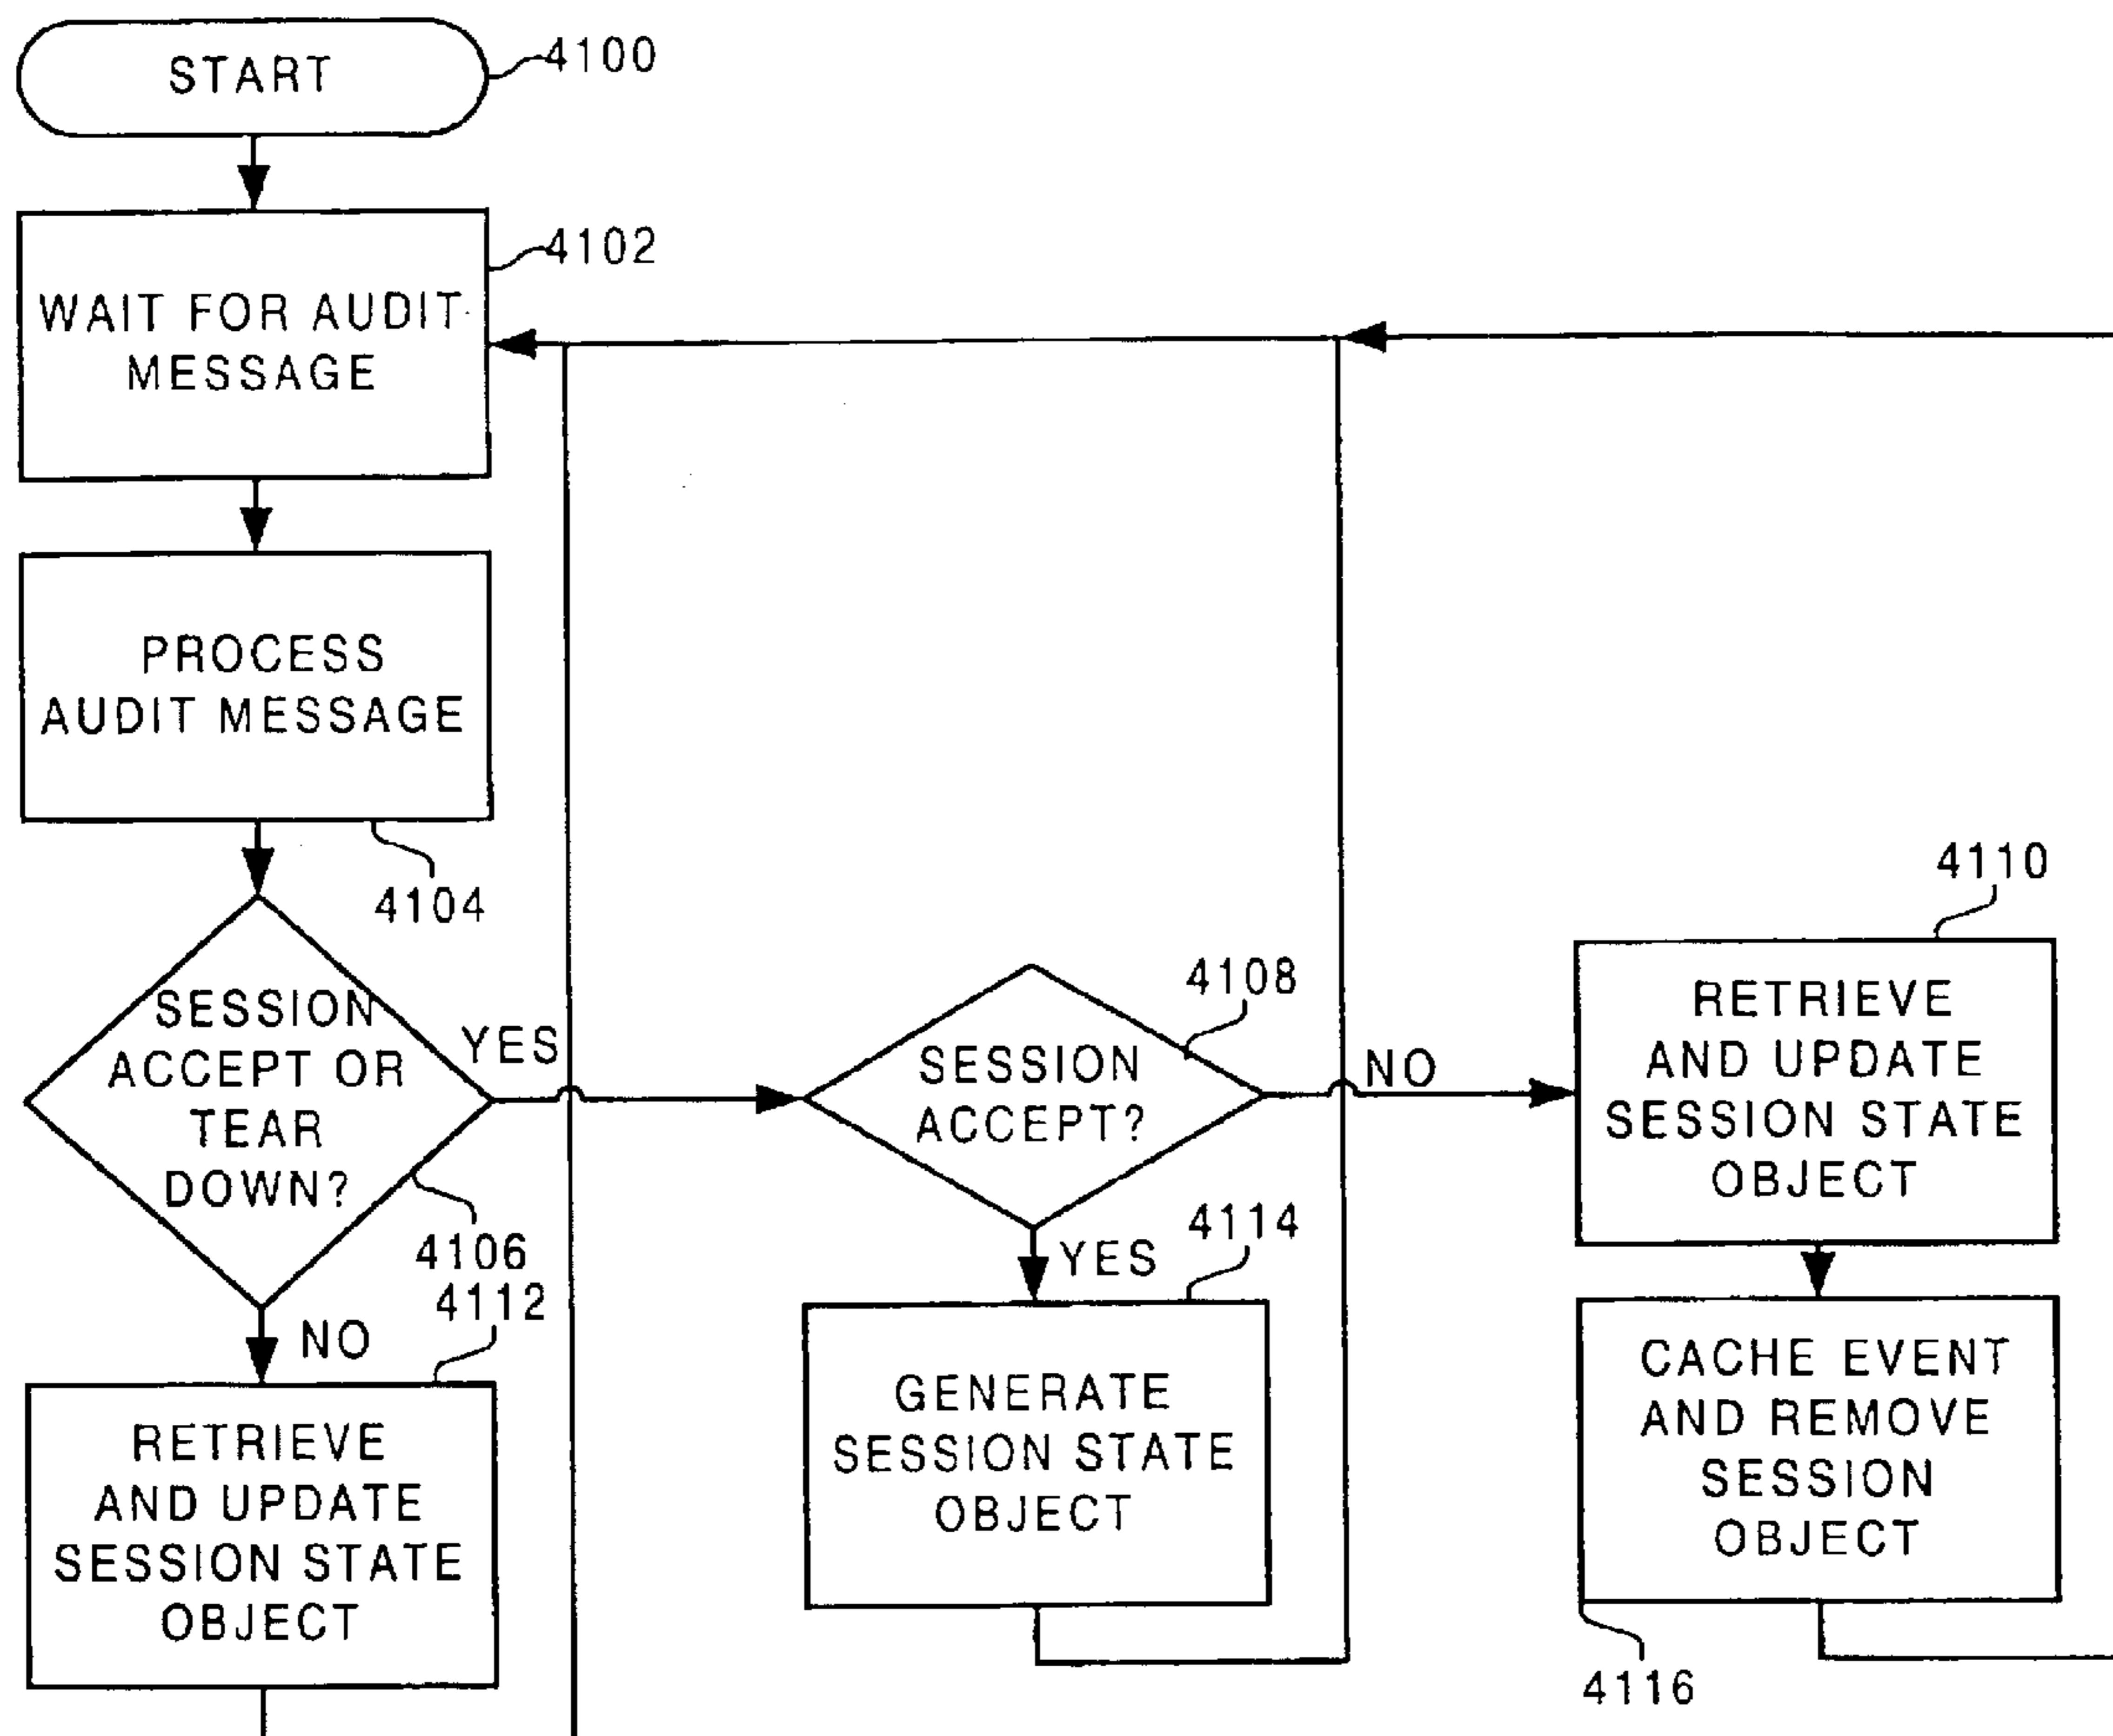 START
4100
WAIT FOR AUDIT
MESSAGE
4102
PROCESS
AUDIT MESSAGE
4104
SESSION
ACCEPT OR
TEAR
DOWN?
YES
4106
NO
4112
RETRIEVE
AND UPDATE
SESSION STATE
OBJECT
4108
SESSION
ACCEPT?
NO
YES
4114
GENERATE
SESSION STATE
OBJECT
4110
RETRIEVE
AND UPDATE
SESSION STATE
OBJECT
CACHE EVENT
AND REMOVE
SESSION
OBJECT
4116